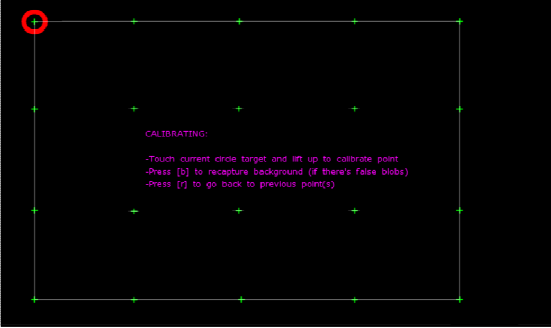 CALIBRATING:
-Touch current circle target and lift up to calibrate point
-Press [b] to recapture background (if there's false blobs)
-Press [r] to go back to previous point(s)